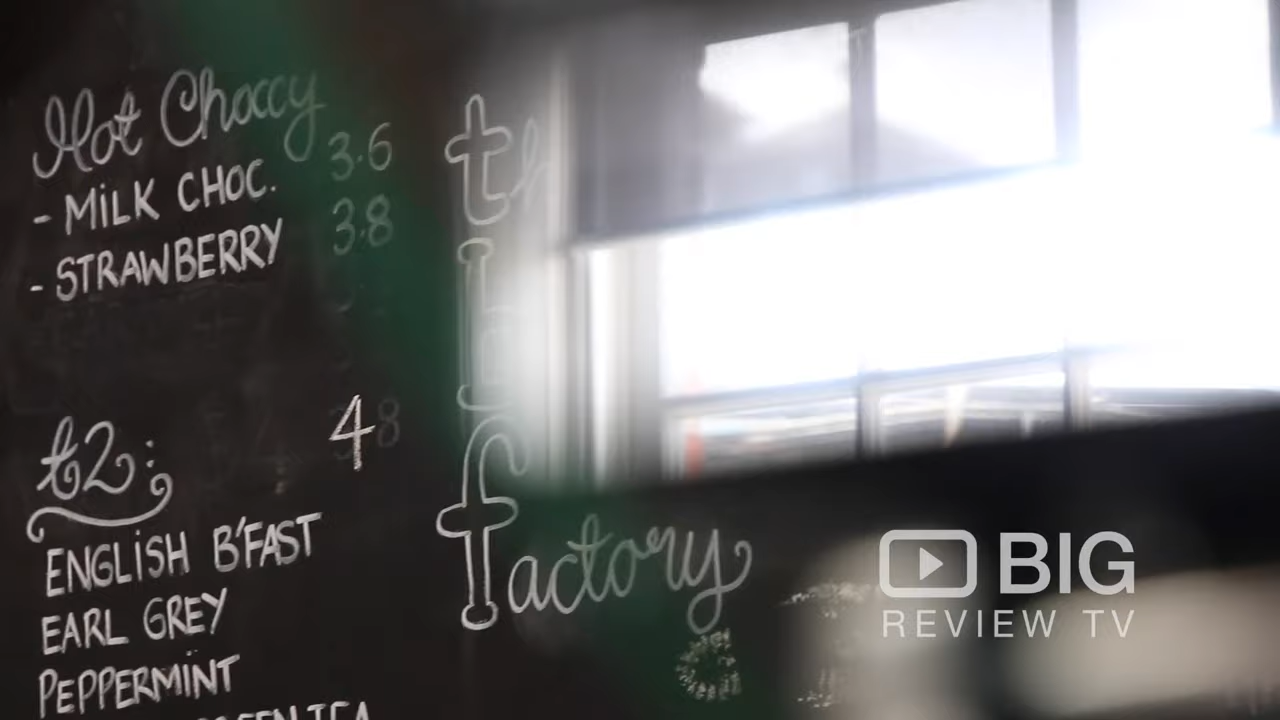 Hot Choccy 3.6
- MiLK CHOC. 3.8
- STRAWBERRY
t2: 4
ENGLiSH B'FAST
EARL GREY
PEPPERMiNT
factory
BIG
REVIEW TV